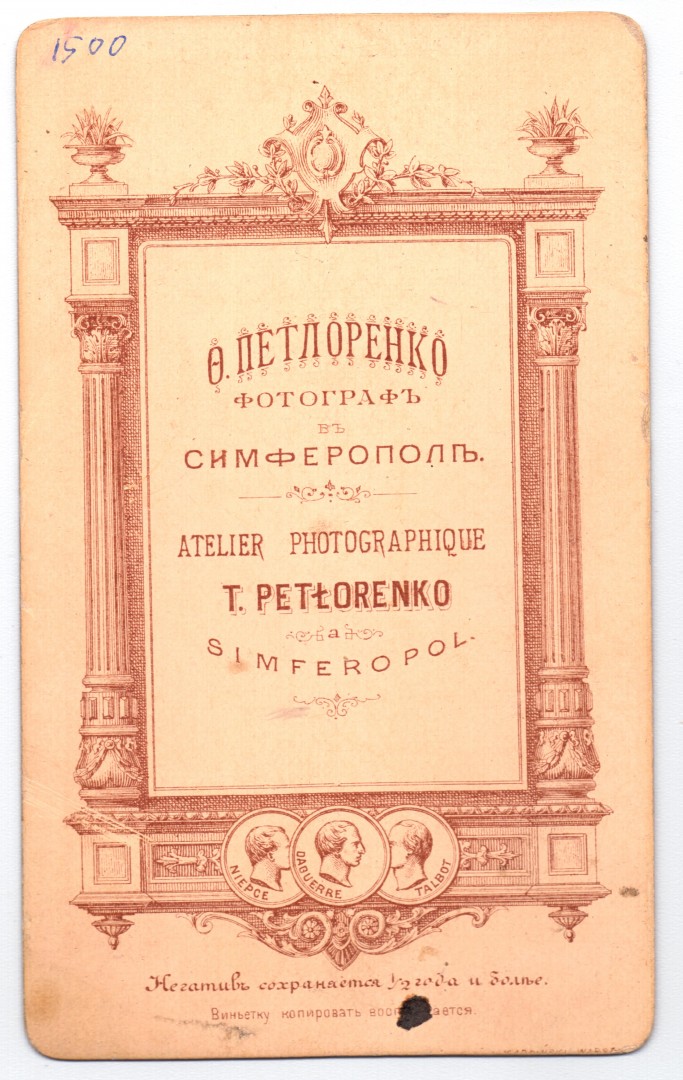 1500
Ѳ. ПЕТЛОРЕНКО
ФОТОГРАФЪ
ВЪ
СИМФЕРОПОЛѢ.
ATELIER PHOTOGRAPHIQUE
T. PETŁORENKO
a
SIMFEROPOL.
NIEPCE DAGUERRE TALBOT
Негативъ сохраняется 1/2 года и болѣе.
Виньетку копировать